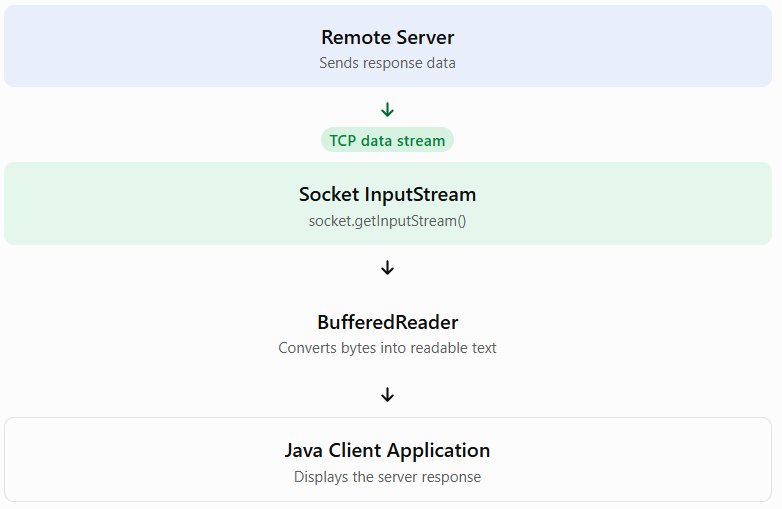 Remote Server
Sends response data
TCP data stream
Socket InputStream
socket.getInputStream()
BufferedReader
Converts bytes into readable text
Java Client Application
Displays the server response